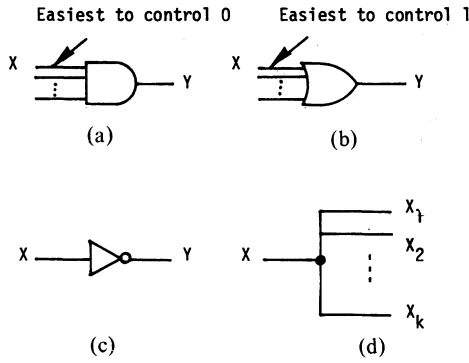 Easiest to control 0
Easiest to control 1
X
Y
X
Y
(a)
(b)
X
Y
X
X1
X2
Xk
(c)
(d)